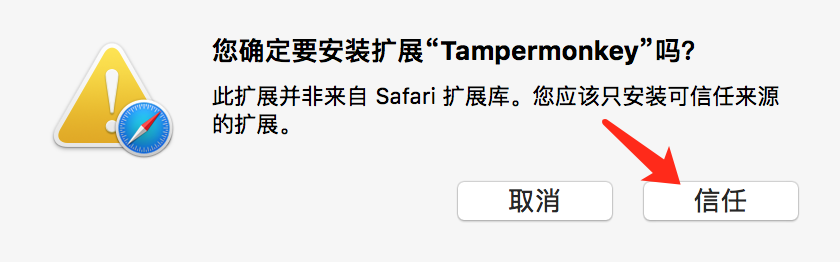 您确定要安装扩展“Tampermonkey”吗？
此扩展并非来自 Safari 扩展库。您应该只安装可信任来源
的扩展。
取消
信任